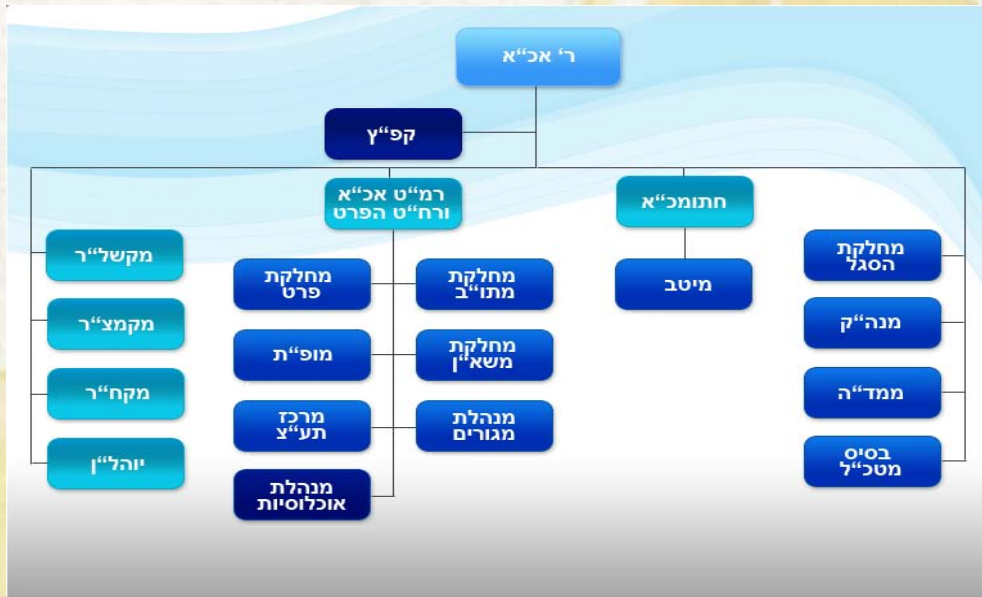 ר' אכ"א
קפ"ץ
רמ"ט אכ"א
ורח"ט הפרט
חתומכ"א
מחלקת
הסגל
מנה"ק
ממד"ה
בסיס
מטכ"ל
מיטב
מחלקת
מתו"ב
מחלקת
משא"ן
מנהלת
מגורים
מחלקת
פרט
מופ"ת
מרכז
תע"צ
מנהלת
אוכלוסיות
מקשל"ר
מקמצ"ר
מקח"ר
יוהל"ן